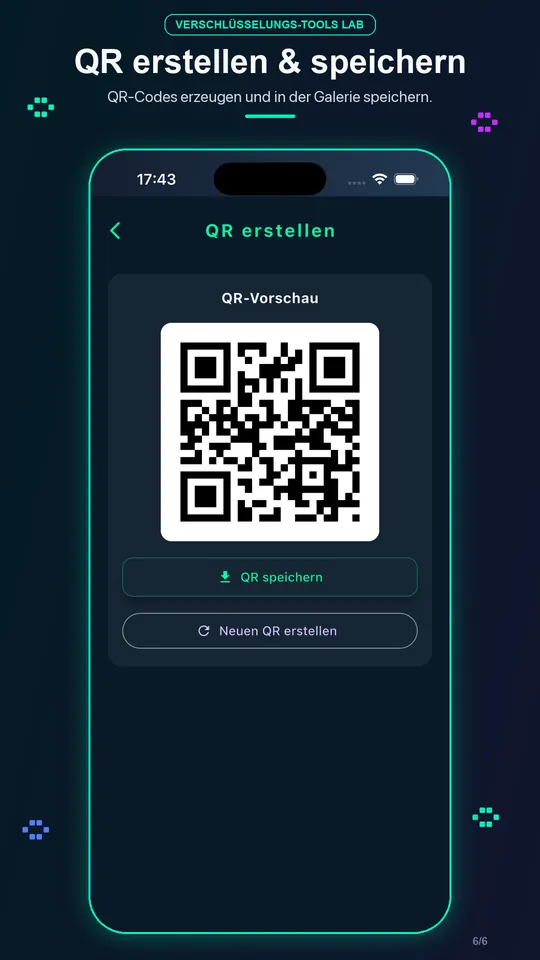 VERSCHLÜSSELUNGS-TOOLS LAB
QR erstellen & speichern
QR-Codes erzeugen und in der Galerie speichern.
17:43
QR erstellen
QR-Vorschau
QR speichern
Neuen QR erstellen
6/6